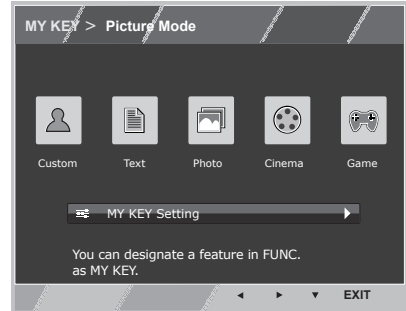 MY KEY > Picture Mode
Custom Text Photo Cinema Game
MY KEY Setting
You can designate a feature in FUNC.
as MY KEY.
EXIT